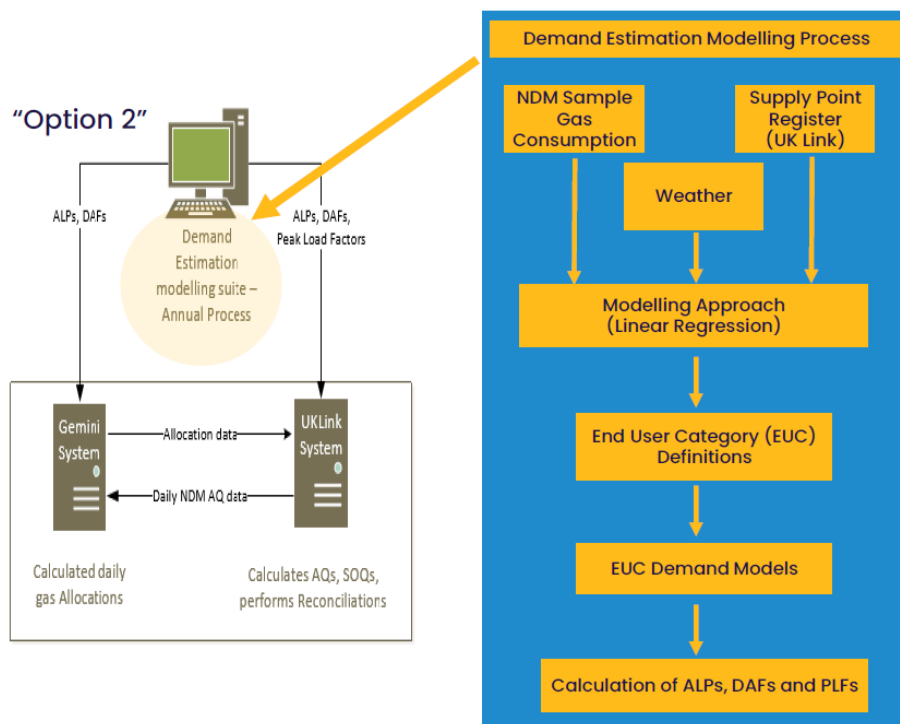 "Option 2"
ALPs, DAFs
ALPs, DAFs,
Peak Load Factors
Demand
Estimation
modelling suite –
Annual Process
Gemini
System
Allocation data
Daily NDM AQ data
UKLink
System
Calculated daily
gas Allocations
Calculates AQs, SOQs,
performs Reconciliations
Demand Estimation Modelling Process
NDM Sample
Gas
Consumption
Supply Point
Register
(UK Link)
Weather
Modelling Approach
(Linear Regression)
End User Category (EUC)
Definitions
EUC Demand Models
Calculation of ALPs, DAFs and PLFs